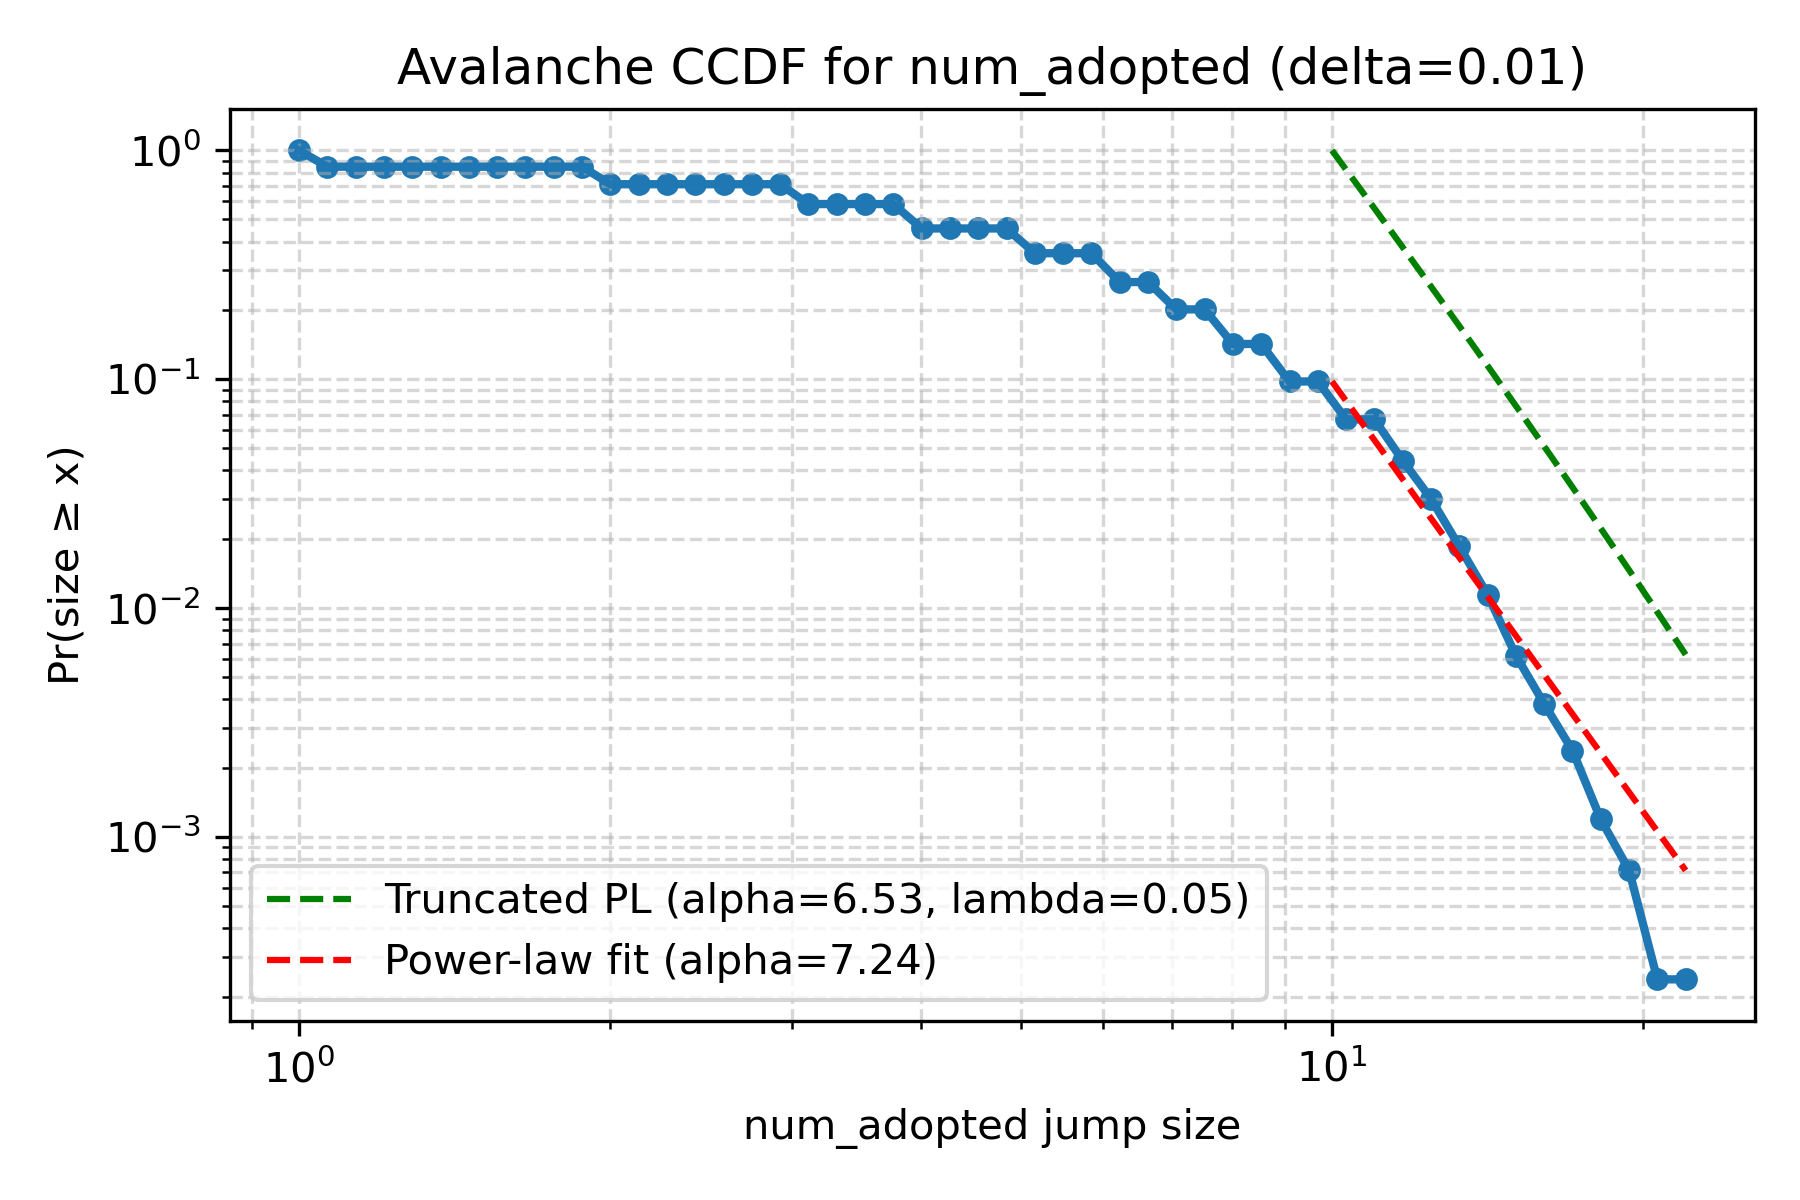 Avalanche CCDF for num_adopted (delta=0.01)
Pr(size ≥ x)
10⁰
10⁻¹
10⁻²
10⁻³
Truncated PL (alpha=6.53, lambda=0.05)
Power-law fit (alpha=7.24)
10⁰ 10¹
num_adopted jump size